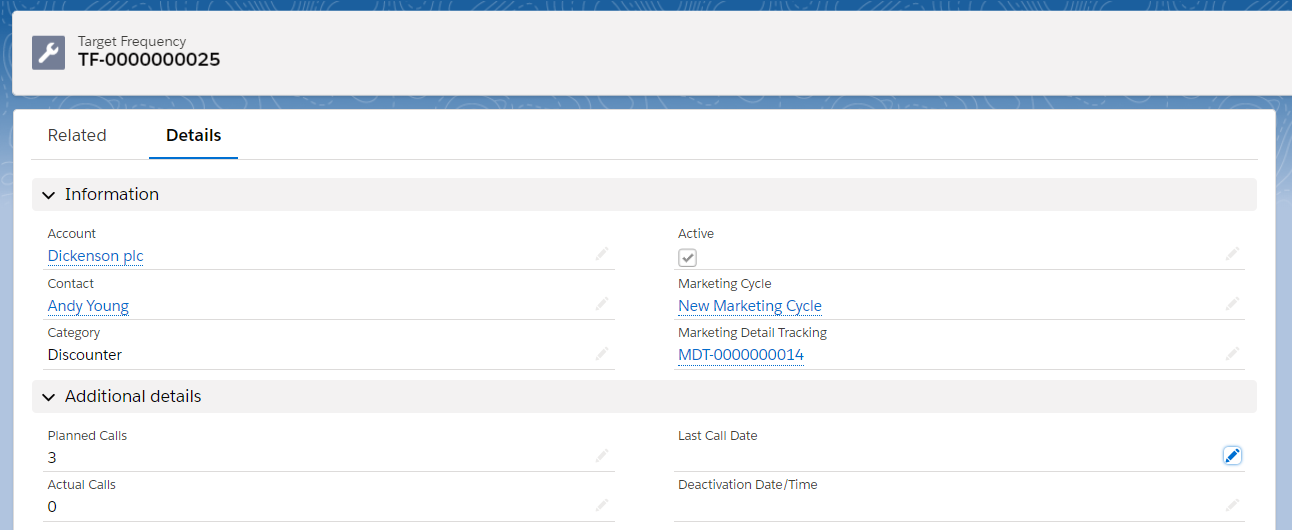 Target Frequency
TF-0000000025
Related
Details
Information
Account
Dickenson plc
Active
Contact
Andy Young
Marketing Cycle
New Marketing Cycle
Category
Discounter
Marketing Detail Tracking
MDT-0000000014
Additional details
Planned Calls
3
Last Call Date
Actual Calls
0
Deactivation Date/Time